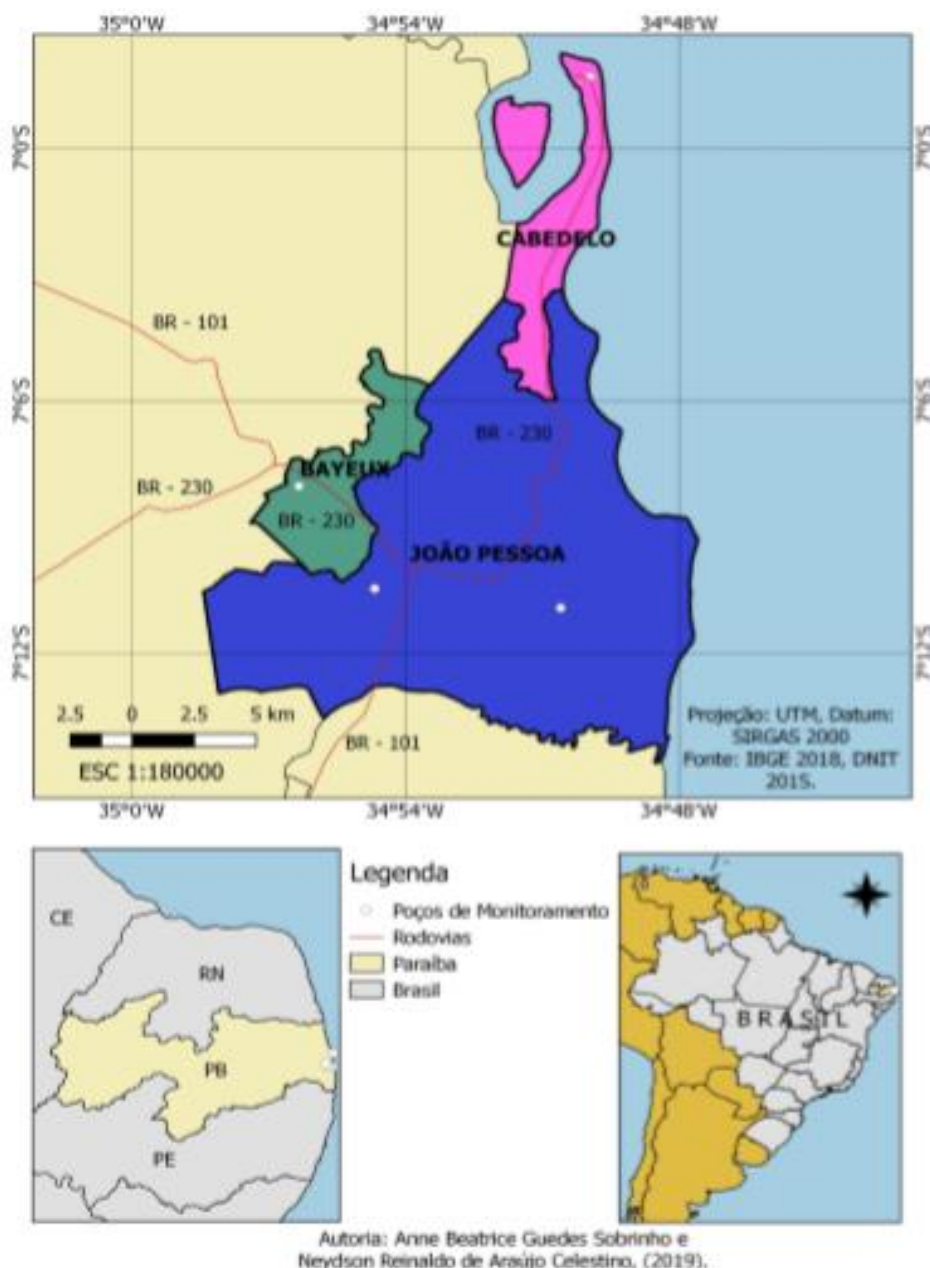 35°0'W 34°54'W 34°48'W
7°0'S 7°0'S
CABEDELO
BR - 101
7°6'S 7°6'S
BR - 230
BAYEUX
BR - 230
BR - 230
JOÃO PESSOA
7°12'S 7°12'S
2.5 0 2.5 5 km
ESC 1:180000
BR - 101
Projeção: UTM, Datum:
SIRGAS 2000
Fonte: IBGE 2018, DNIT
2015.
35°0'W 34°54'W 34°48'W
CE
RN
PB
PE
Legenda
Poços de Monitoramento
Rodovias
Paraíba
Brasil
BRASIL
Autoria: Anne Beatrice Guedes Sobrinho e
Neydson Reinaldo de Araújo Celestino, (2019).